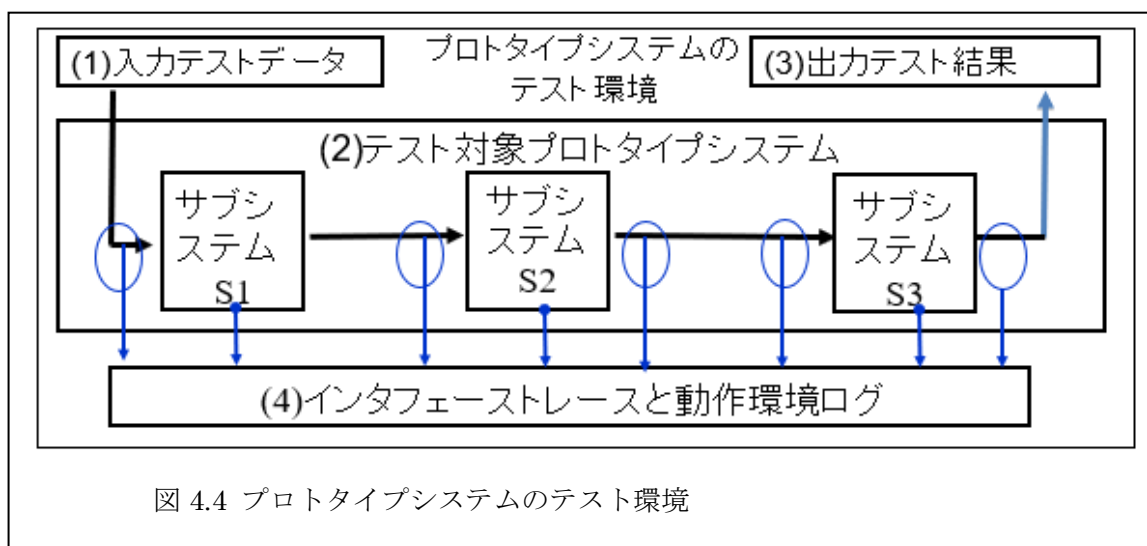 (1)入力テストデータ
プロトタイプシステムの
テスト環境
(3)出力テスト結果
(2)テスト対象プロトタイプシステム
サブシ
ステム
S1
サブシ
ステム
S2
サブシ
ステム
S3
(4)インタフェーストレースと動作環境ログ
図 4.4 プロトタイプシステムのテスト環境